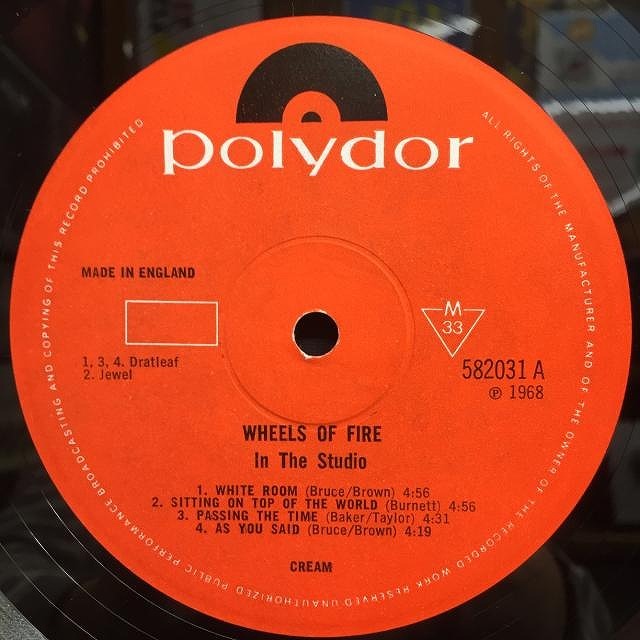 polydor
ALL RIGHTS OF THE MANUFACTURER AND OF THE OWNER OF THE RECORDED WORK RESERVED UNAUTHORIZED PUBLIC PERFORMANCE BROADCASTING AND COPYING OF THIS RECORD PROHIBITED
MADE IN ENGLAND
M
33
1, 3, 4. Dratleaf
2. Jewel
582031 A
℗ 1968
WHEELS OF FIRE
In The Studio
1. WHITE ROOM (Bruce/Brown) 4:56
2. SITTING ON TOP OF THE WORLD (Burnett) 4:56
3. PASSING THE TIME (Baker/Taylor) 4:31
4. AS YOU SAID (Bruce/Brown) 4:19
CREAM